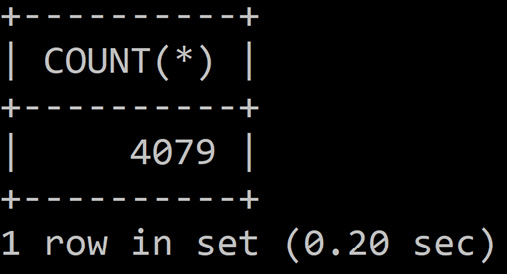 +----------+
| COUNT(*) |
+----------+
|     4079 |
+----------+
1 row in set (0.20 sec)